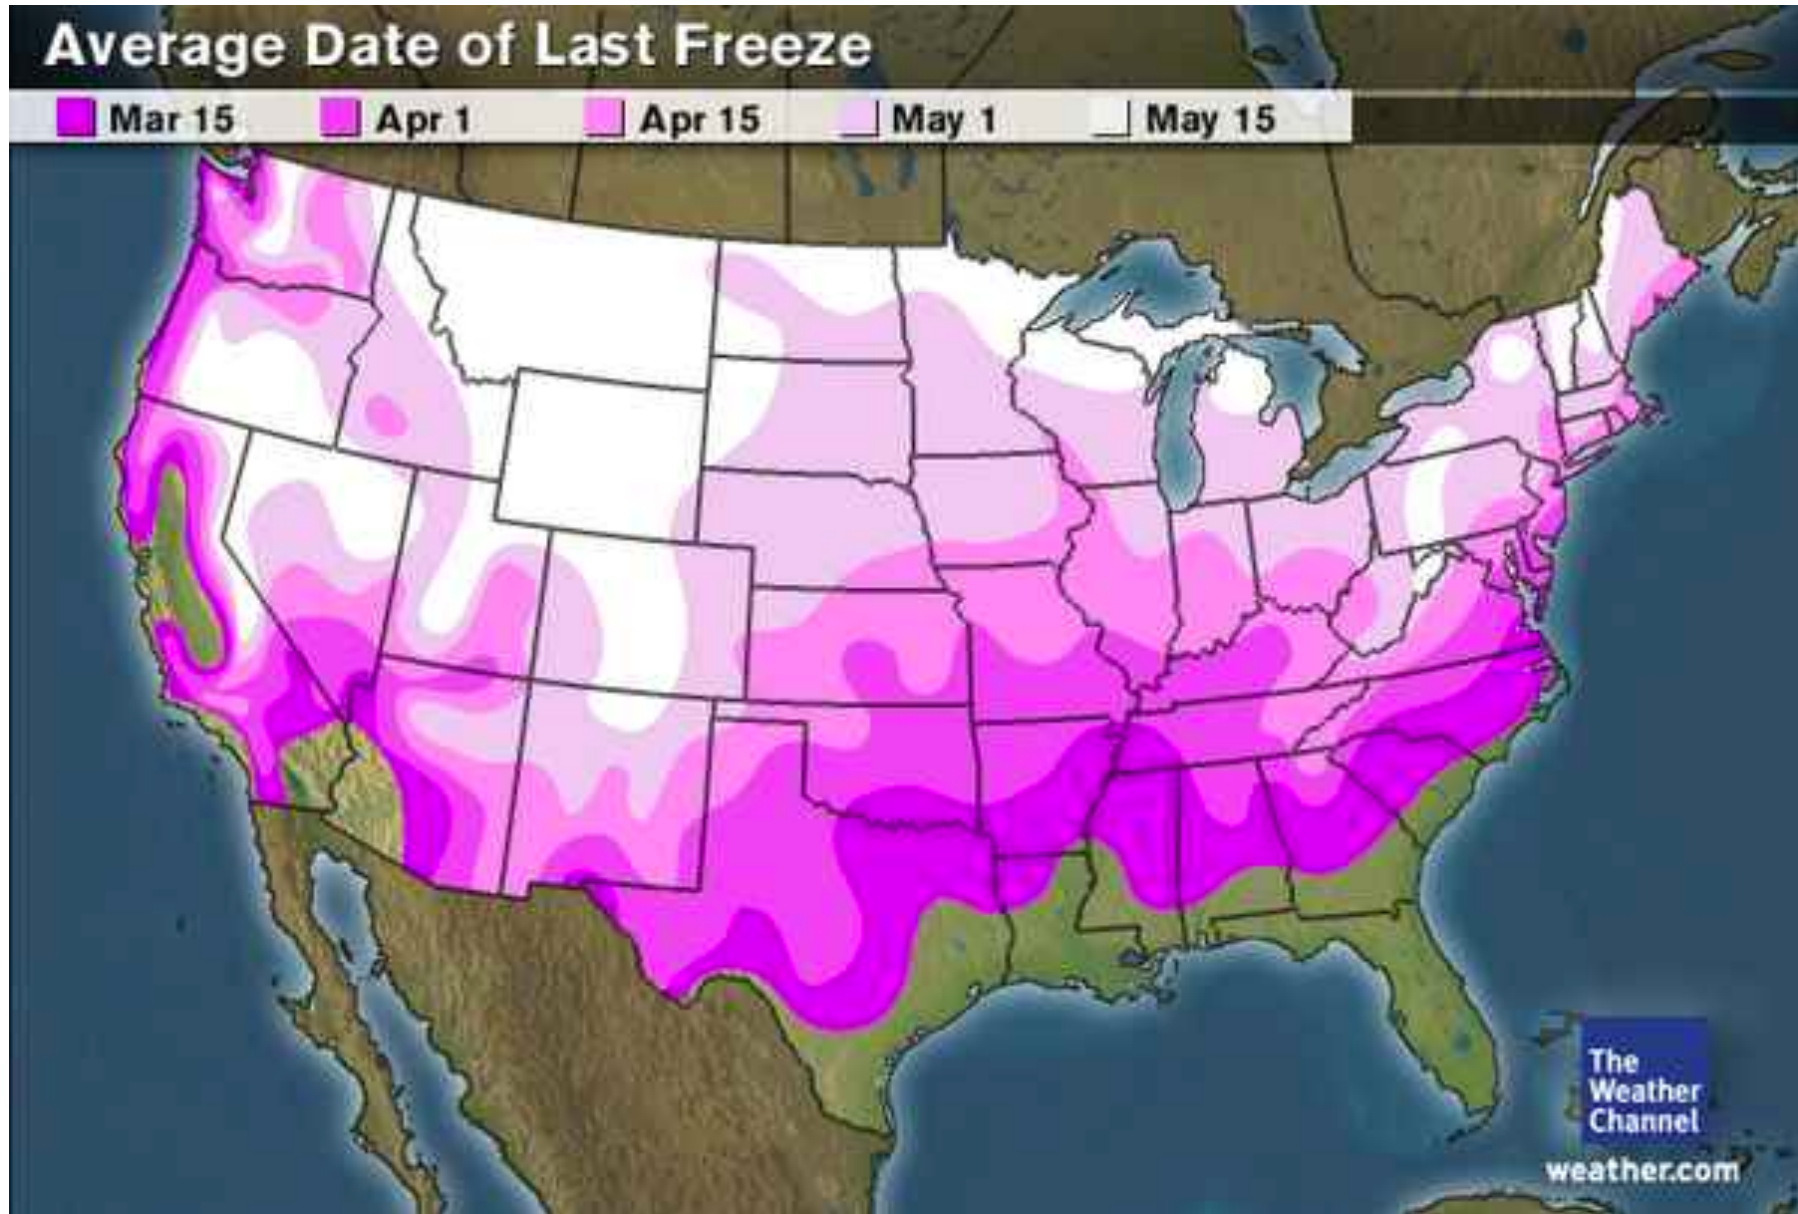 Average Date of Last Freeze
Mar 15 Apr 1 Apr 15 May 1 May 15
The
Weather
Channel
weather.com